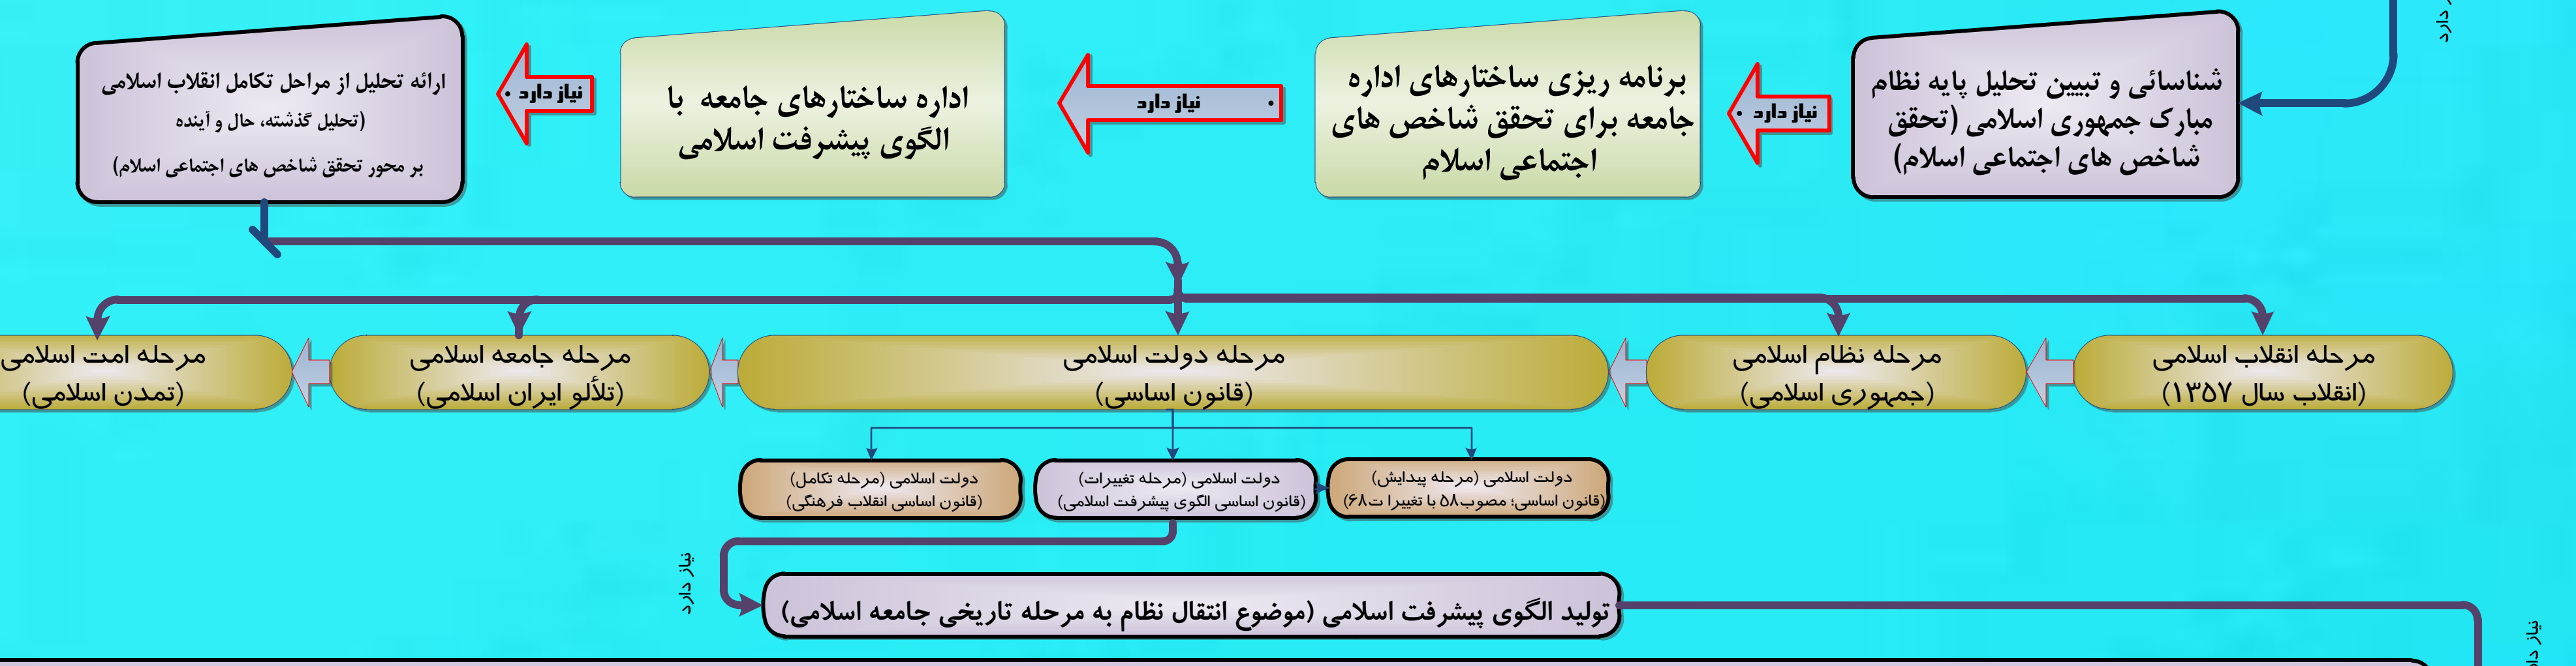 دارد
شناسائی و تبیین تحلیل پایه نظام
مبارک جمهوری اسلامی (تحقق
شاخص های اجتماعی اسلام)
نیاز دارد •
برنامه ریزی ساختارهای اداره
جامعه برای تحقق شاخص های
اجتماعی اسلام
• نیاز دارد
اداره ساختارهای جامعه با
الگوی پیشرفت اسلامی
نیاز دارد •
ارائه تحلیل از مراحل تکامل انقلاب اسلامی
(تحلیل گذشته، حال و آینده
بر محور تحقق شاخص های اجتماعی اسلام)
مرحله انقلاب اسلامی
(انقلاب سال ۱۳۵۷)
مرحله نظام اسلامی
(جمهوری اسلامی)
مرحله دولت اسلامی
(قانون اساسی)
مرحله جامعه اسلامی
(تلألو ایران اسلامی)
مرحله امت اسلامی
(تمدن اسلامی)
دولت اسلامی (مرحله پیدایش)
(قانون اساسی؛ مصوب۵۸ با تغییرا ت۶۸)
دولت اسلامی (مرحله تغییرات)
(قانون اساسی الگوی پیشرفت اسلامی)
دولت اسلامی (مرحله تکامل)
(قانون اساسی انقلاب فرهنگی)
نیاز دارد
تولید الگوی پیشرفت اسلامی (موضوع انتقال نظام به مرحله تاریخی جامعه اسلامی)
نیاز